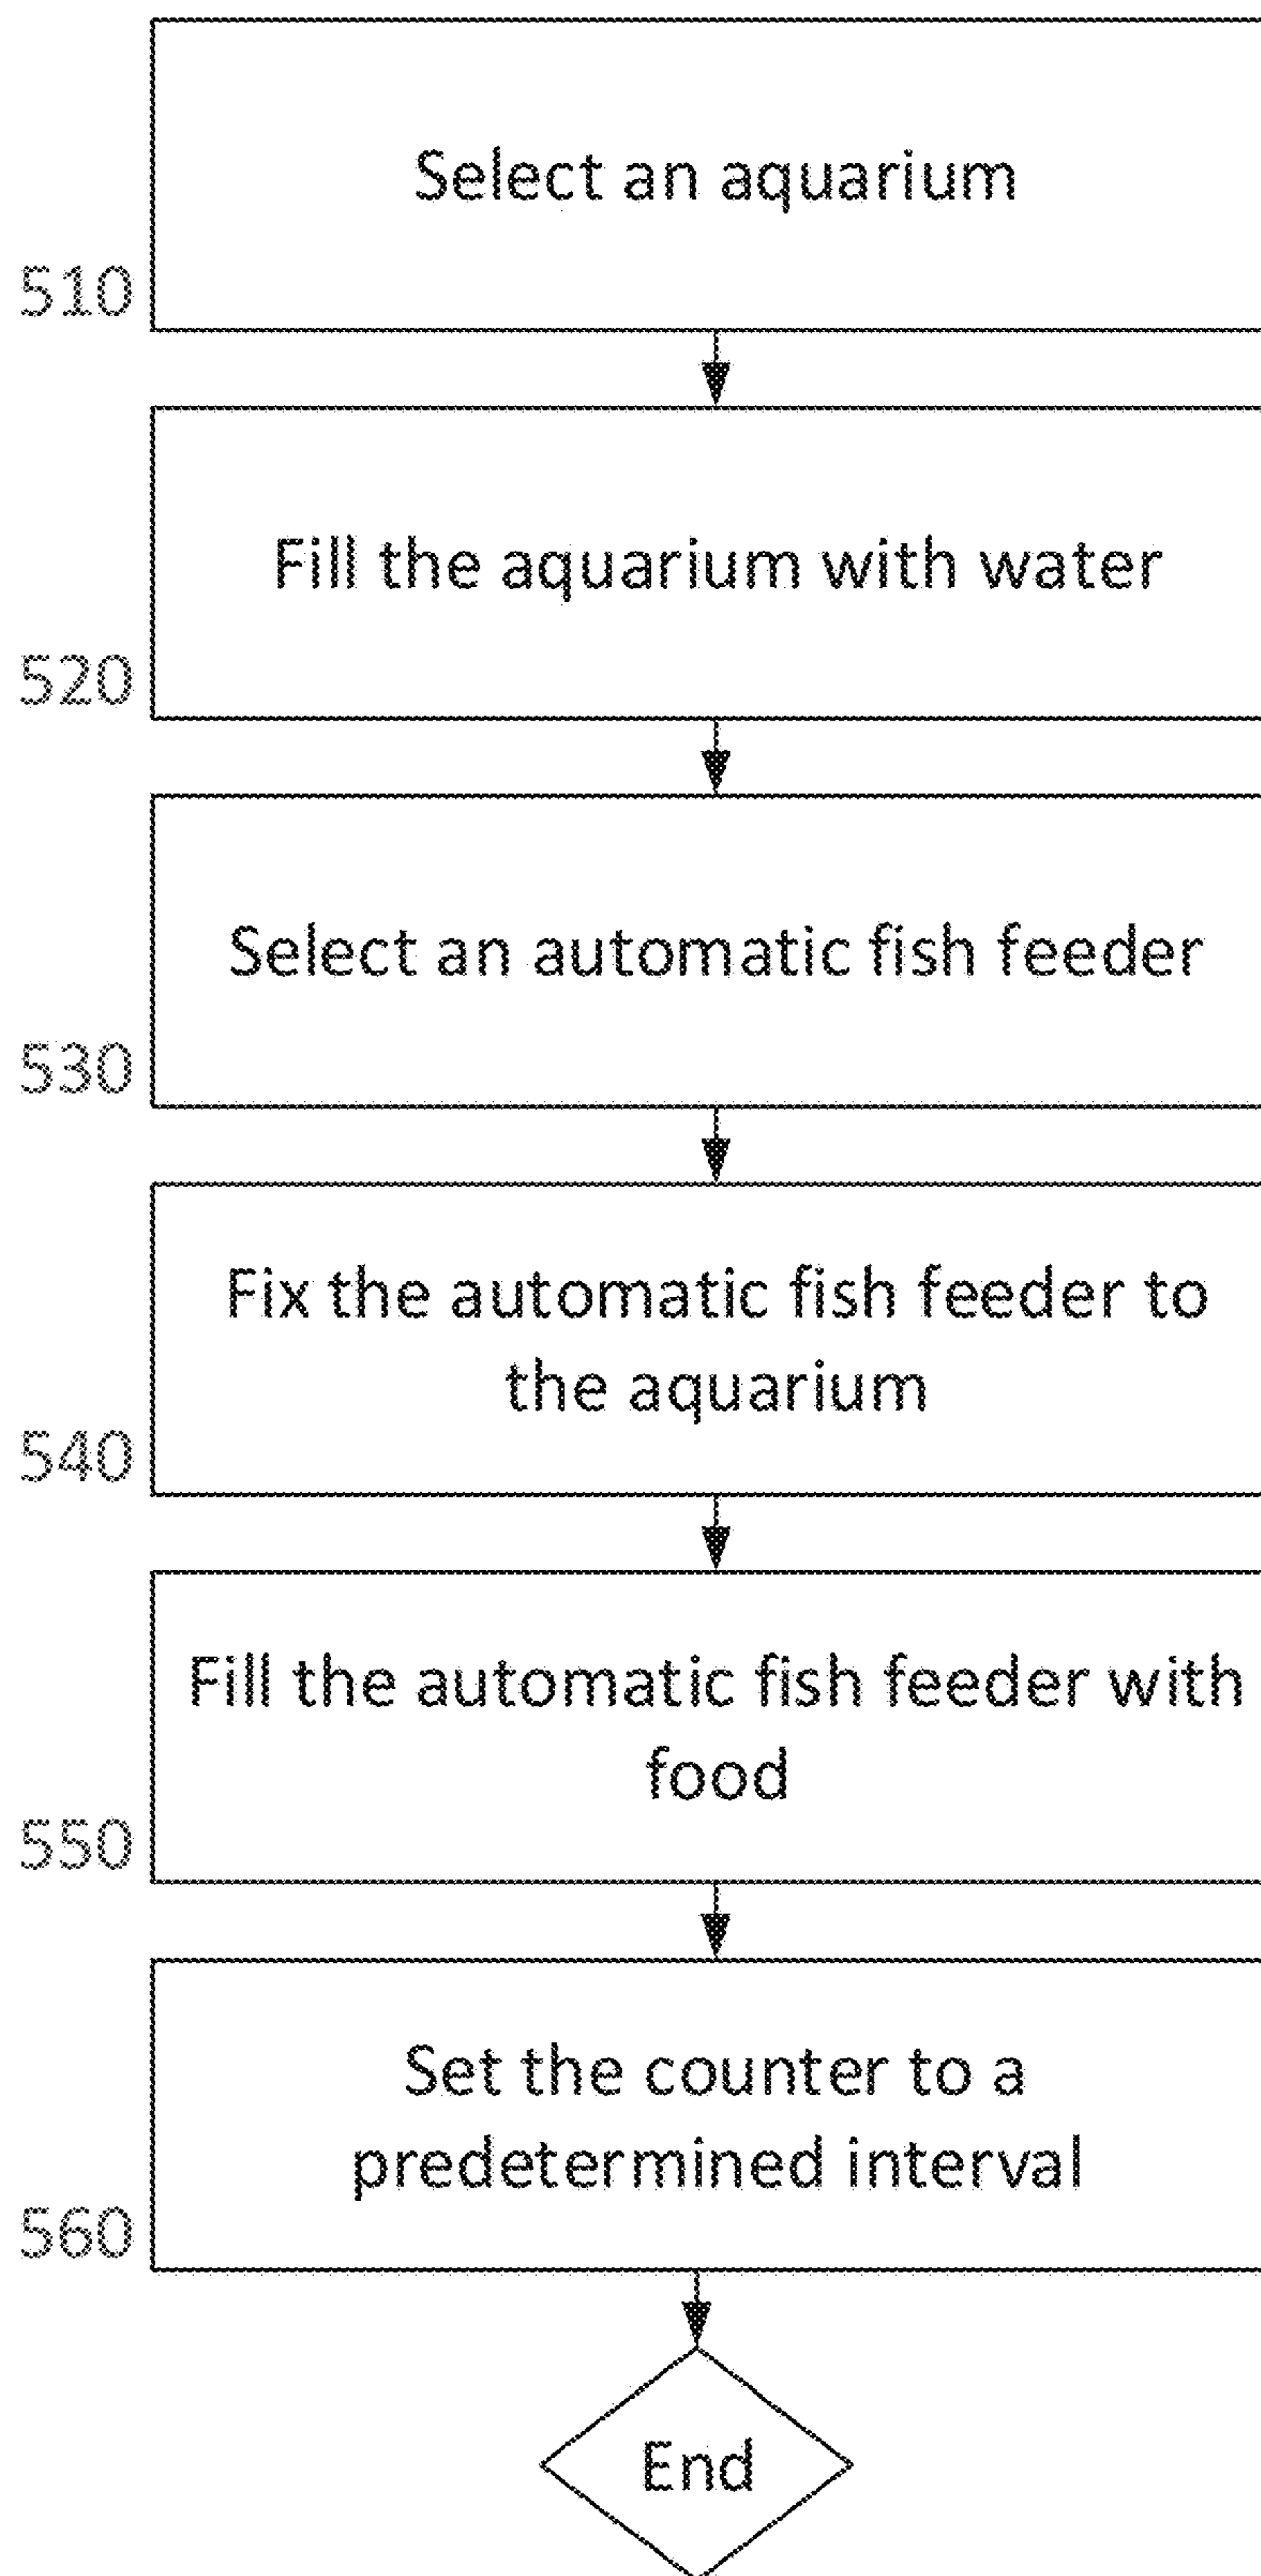 Select an aquarium
510
Fill the aquarium with water
520
Select an automatic fish feeder
530
Fix the automatic fish feeder to
the aquarium
540
Fill the automatic fish feeder with
food
550
Set the counter to a
predetermined interval
560
End